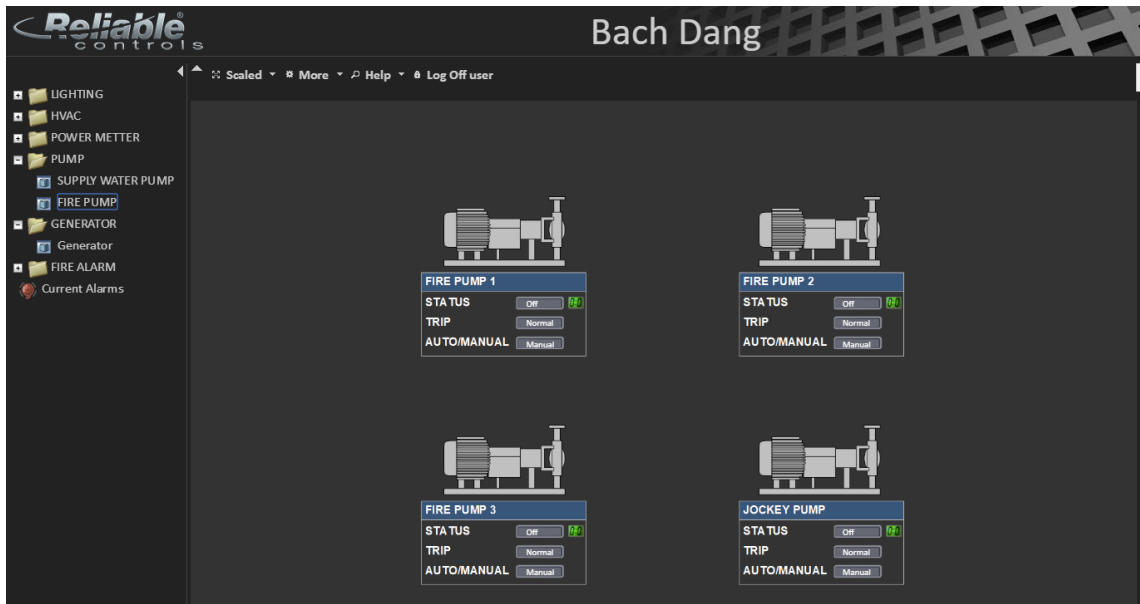 Reliable
controls
Bach Dang
Scaled More Help Log Off user
LIGHTING
HVAC
POWER METTER
PUMP
SUPPLY WATER PUMP
FIRE PUMP
GENERATOR
Generator
FIRE ALARM
Current Alarms
FIRE PUMP 1
STATUS Off
TRIP Normal
AUTO/MANUAL Manual
FIRE PUMP 2
STATUS Off
TRIP Normal
AUTO/MANUAL Manual
FIRE PUMP 3
STATUS Off
TRIP Normal
AUTO/MANUAL Manual
JOCKEY PUMP
STATUS Off
TRIP Normal
AUTO/MANUAL Manual